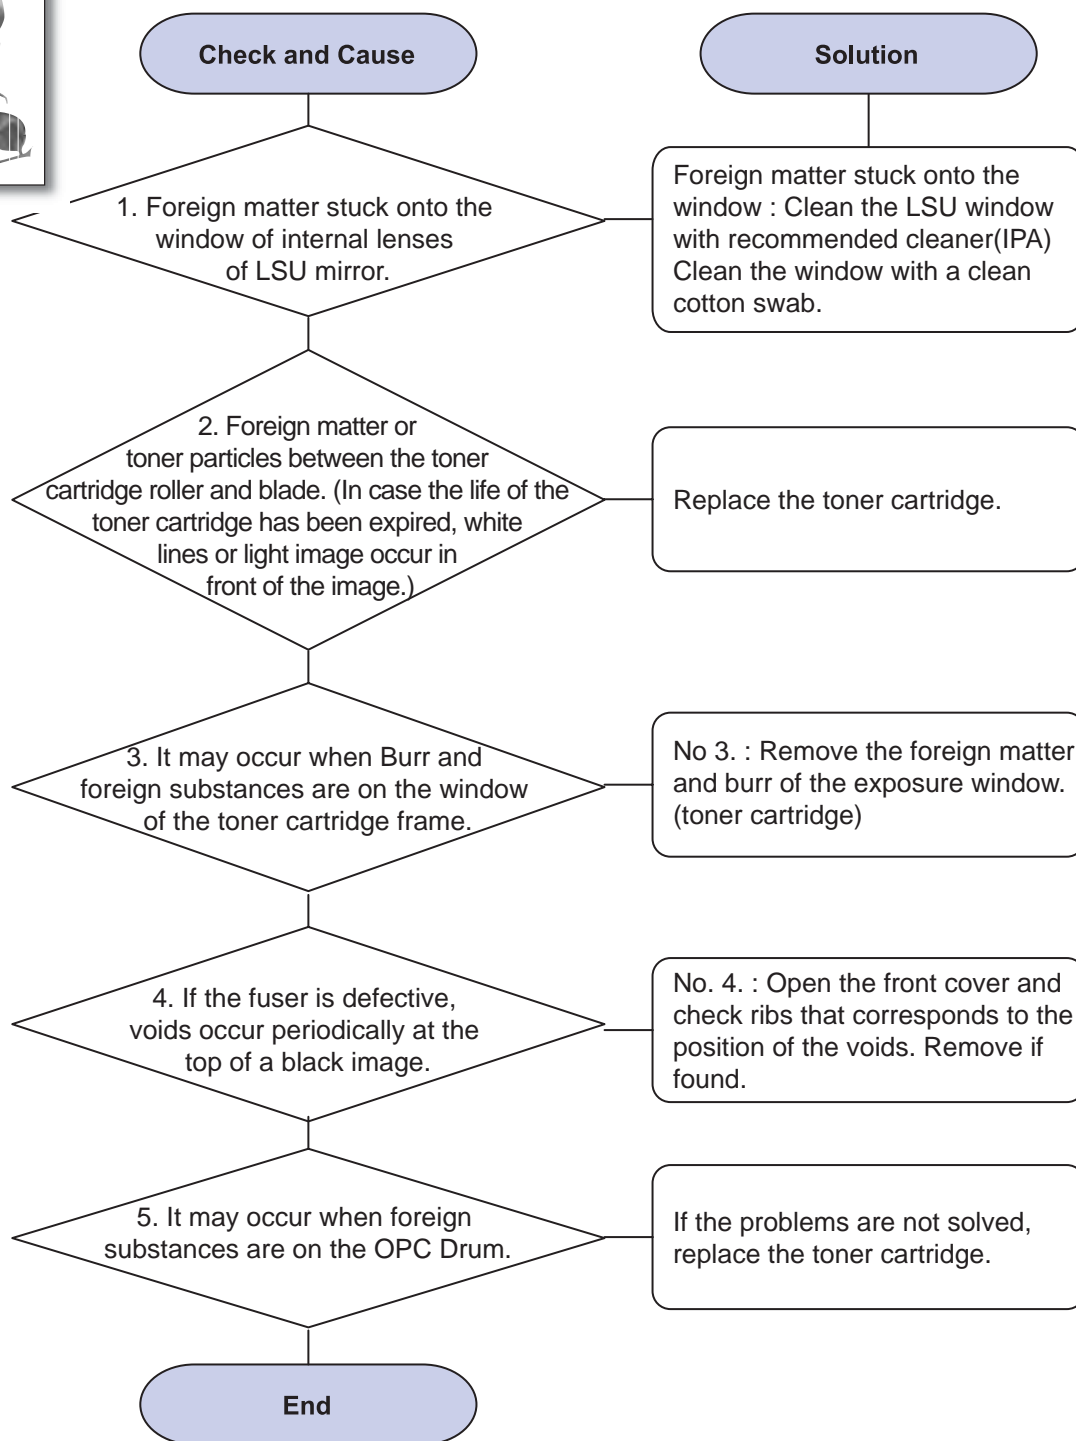 Check and Cause
Solution
1. Foreign matter stuck onto the
window of internal lenses
of LSU mirror.
Foreign matter stuck onto the
window : Clean the LSU window
with recommended cleaner(IPA)
Clean the window with a clean
cotton swab.
2. Foreign matter or
toner particles between the toner
cartridge roller and blade. (In case the life of the
toner cartridge has been expired, white
lines or light image occur in
front of the image.)
Replace the toner cartridge.
3. It may occur when Burr and
foreign substances are on the window
of the toner cartridge frame.
No 3. : Remove the foreign matter
and burr of the exposure window.
(toner cartridge)
4. If the fuser is defective,
voids occur periodically at the
top of a black image.
No. 4. : Open the front cover and
check ribs that corresponds to the
position of the voids. Remove if
found.
5. It may occur when foreign
substances are on the OPC Drum.
If the problems are not solved,
replace the toner cartridge.
End